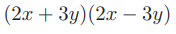 (2x + 3y)(2x − 3y)